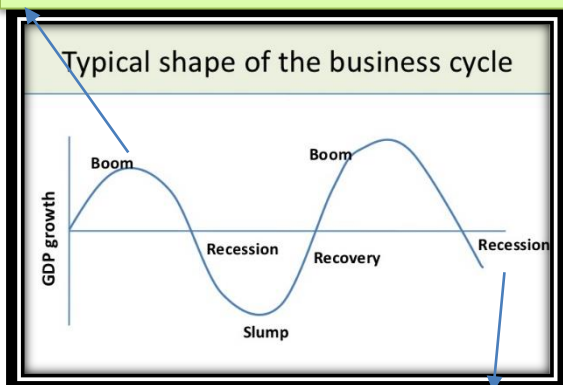 Typical shape of the business cycle
Boom
Boom
GDP growth
Recession
Recovery
Recession
Slump